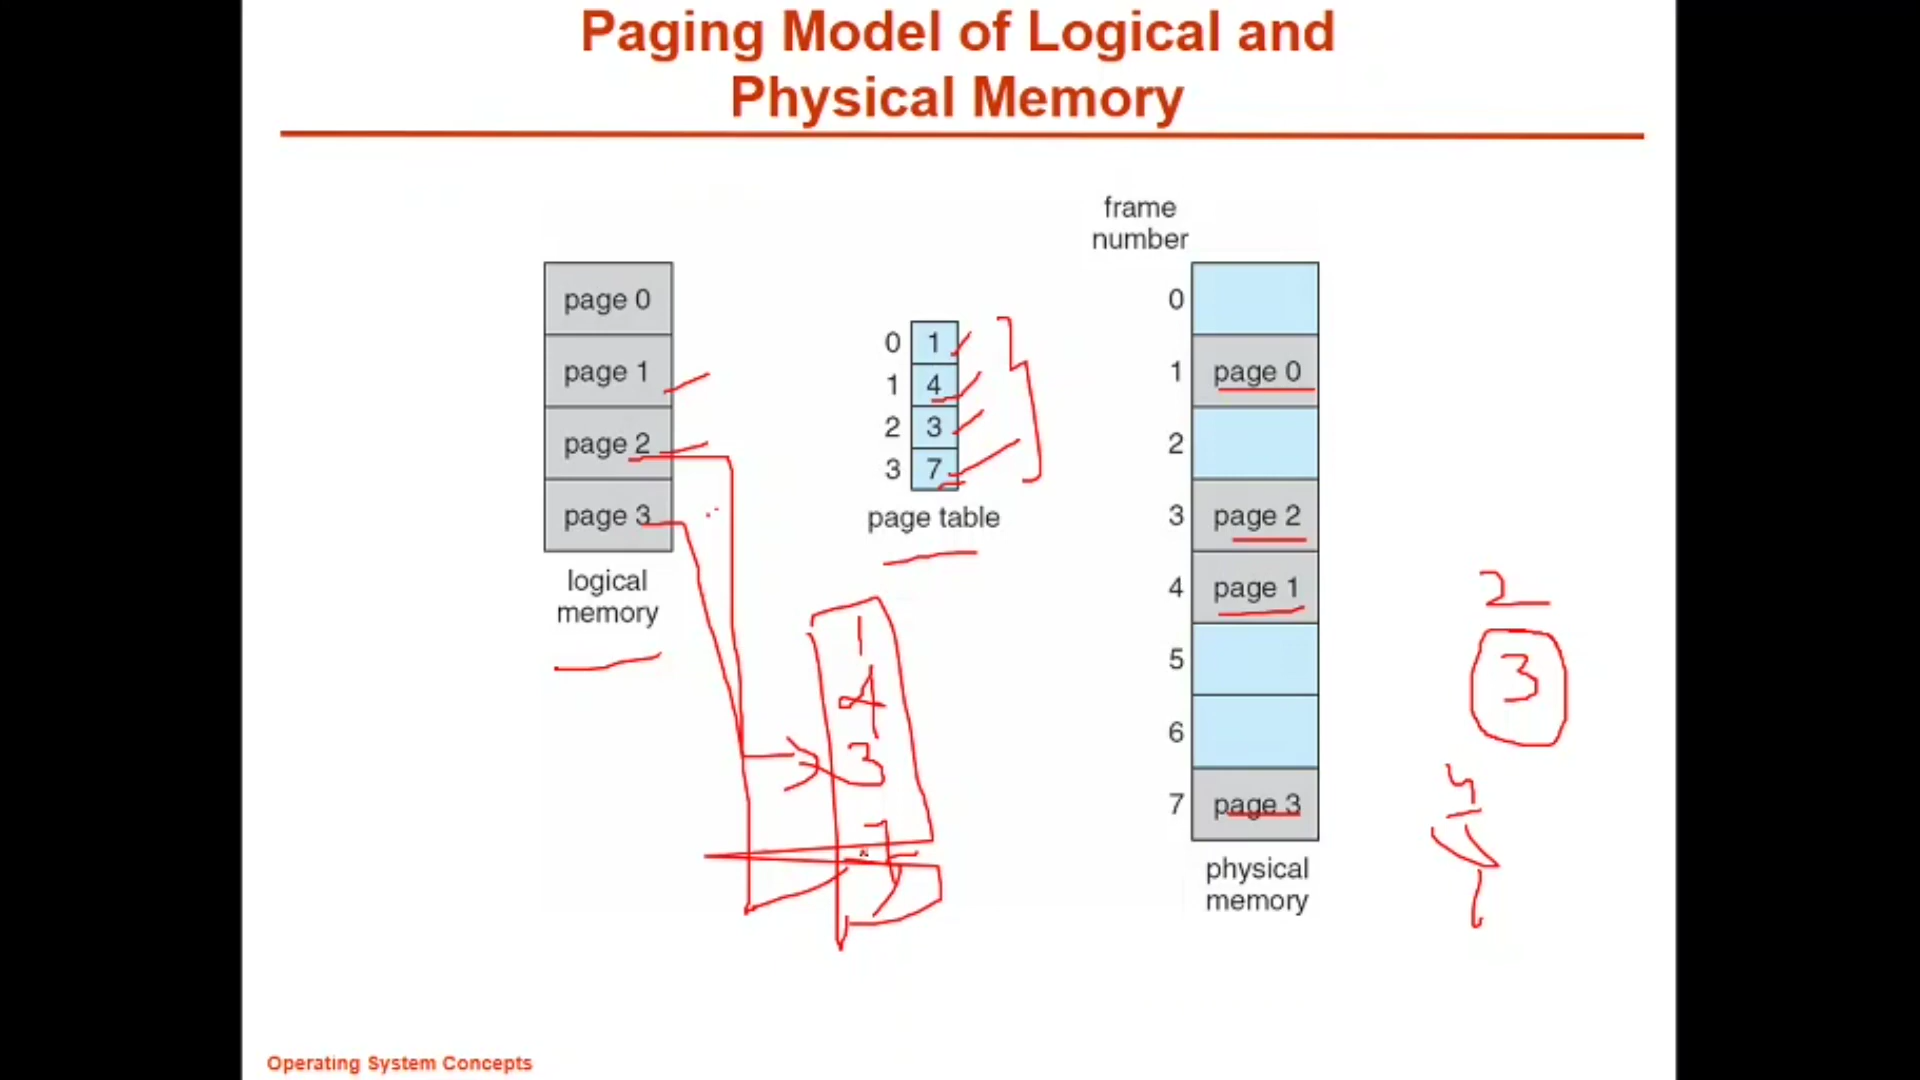 Paging Model of Logical and
Physical Memory
frame
number
page 0
page 1
page 2
page 3
logical
memory
0 1
1 4
2 3
3 7
page table
0
1 page 0
2
3 page 2
4 page 1
5
6
7 page 3
physical
memory
1
4
3
7
2
3
Operating System Concepts